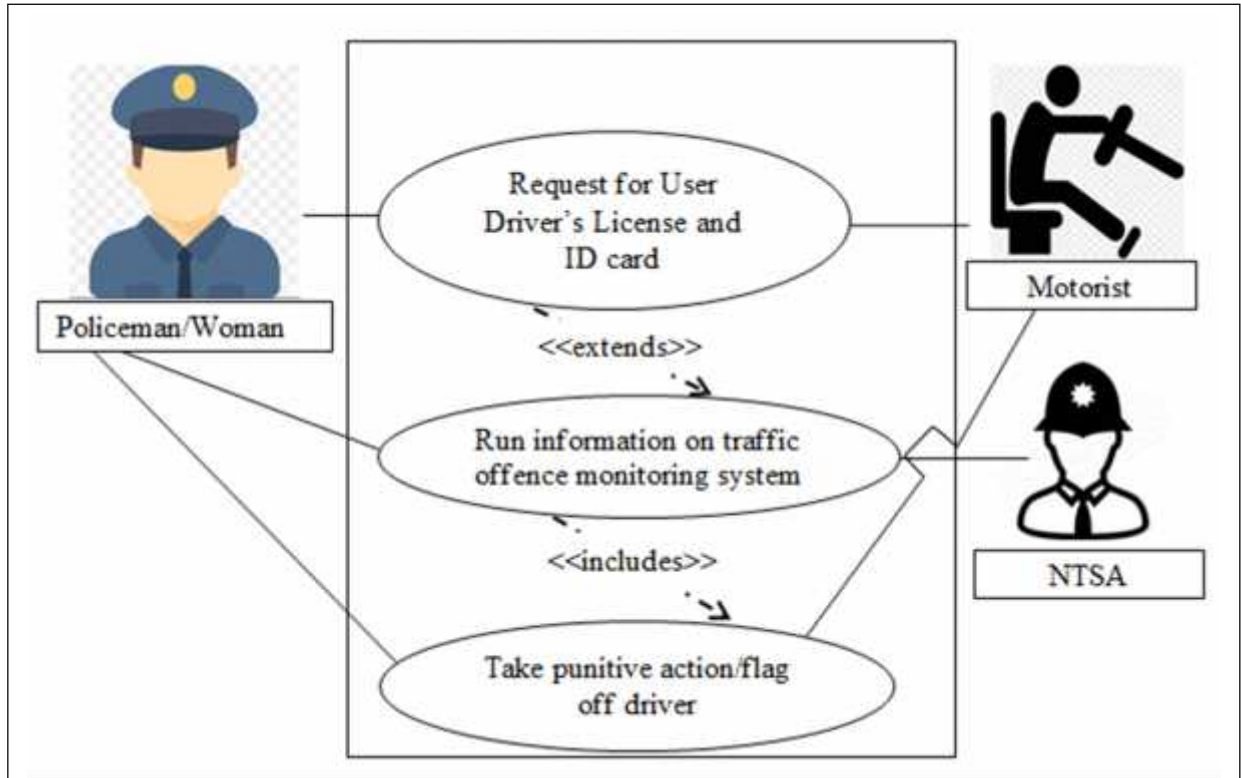 Request for User
Driver's License and
ID card
Policeman/Woman
Motorist
<<extends>>
Run information on traffic
offence monitoring system
<<includes>>
NTSA
Take punitive action/flag
off driver